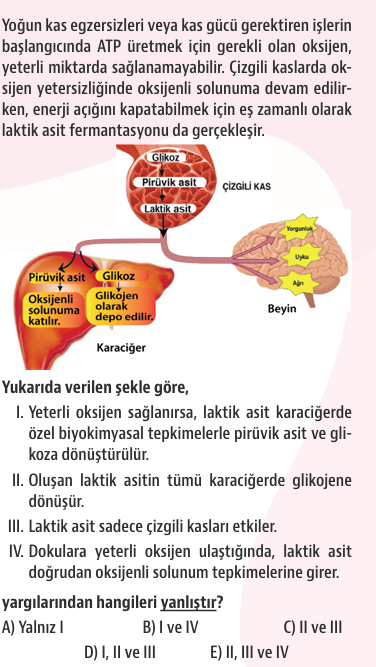 Yoğun kas egzersizleri veya kas gücü gerektiren işlerin
başlangıcında ATP üretmek için gerekli olan oksijen,
yeterli miktarda sağlanamayabilir. Çizgili kaslarda ok-
sijen yetersizliğinde oksijenli solunuma devam edilir-
ken, enerji açığını kapatabilmek için eş zamanlı olarak
laktik asit fermantasyonu da gerçekleşir.
Glikoz
Pirüvik asit
Laktik asit
ÇİZGİLİ KAS
Yorgunluk
Uyku
Ağrı
Beyin
Pirüvik asit
Glikoz
Oksijenli
solunuma
katılır.
Glikojen
olarak
depo edilir.
Karaciğer
Yukarıda verilen şekle göre,
I. Yeterli oksijen sağlanırsa, laktik asit karaciğerde
özel biyokimyasal tepkimelerle pirüvik asit ve gli-
koza dönüştürülür.
II. Oluşan laktik asitin tümü karaciğerde glikojene
dönüşür.
III. Laktik asit sadece çizgili kasları etkiler.
IV. Dokulara yeterli oksijen ulaştığında, laktik asit
doğrudan oksijenli solunum tepkimelerine girer.
yargılarından hangileri yanlıştır?
A) Yalnız I B) I ve IV C) II ve III
D) I, II ve III E) II, III ve IV